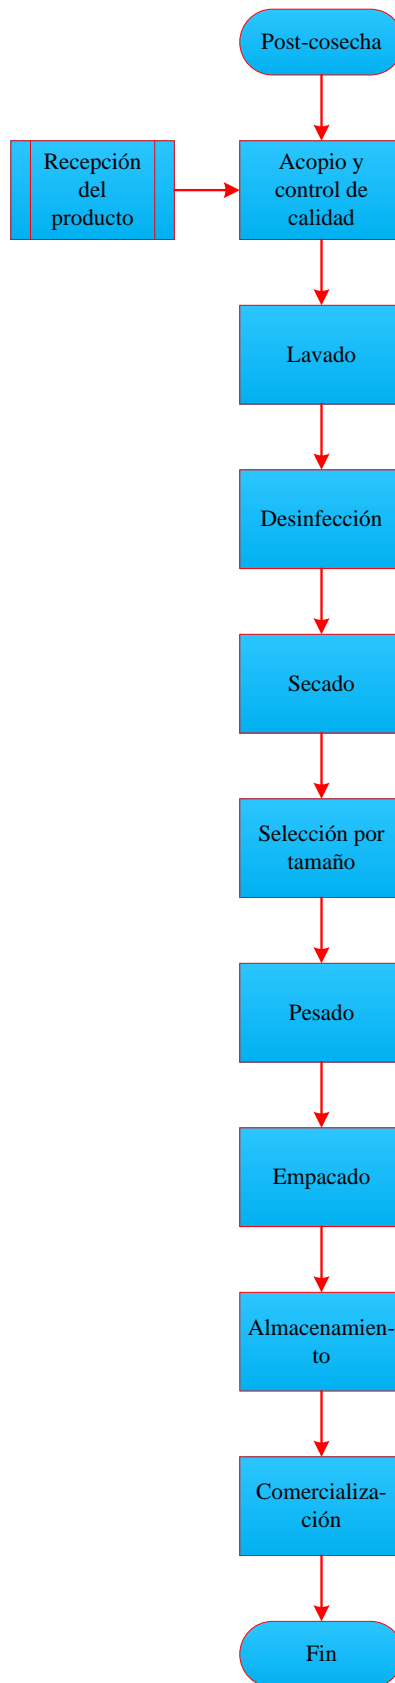 Post-cosecha
Recepción
del
producto
Acopio y
control de
calidad
Lavado
Desinfección
Secado
Selección por
tamaño
Pesado
Empacado
Almacenamien-
to
Comercializa-
ción
Fin